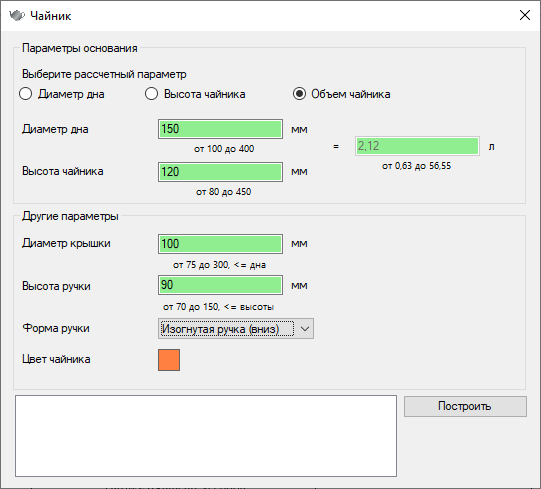 Чайник
Параметры основания
Выберите рассчетный параметр
Диаметр дна Высота чайника Объем чайника
Диаметр дна 150 мм = 2,12 л
от 100 до 400 от 0,63 до 56,55
Высота чайника 120 мм
от 80 до 450
Другие параметры
Диаметр крышки 100 мм
от 75 до 300, <= дна
Высота ручки 90 мм
от 70 до 150, <= высоты
Форма ручки Изогнутая ручка (вниз)
Цвет чайника
Построить